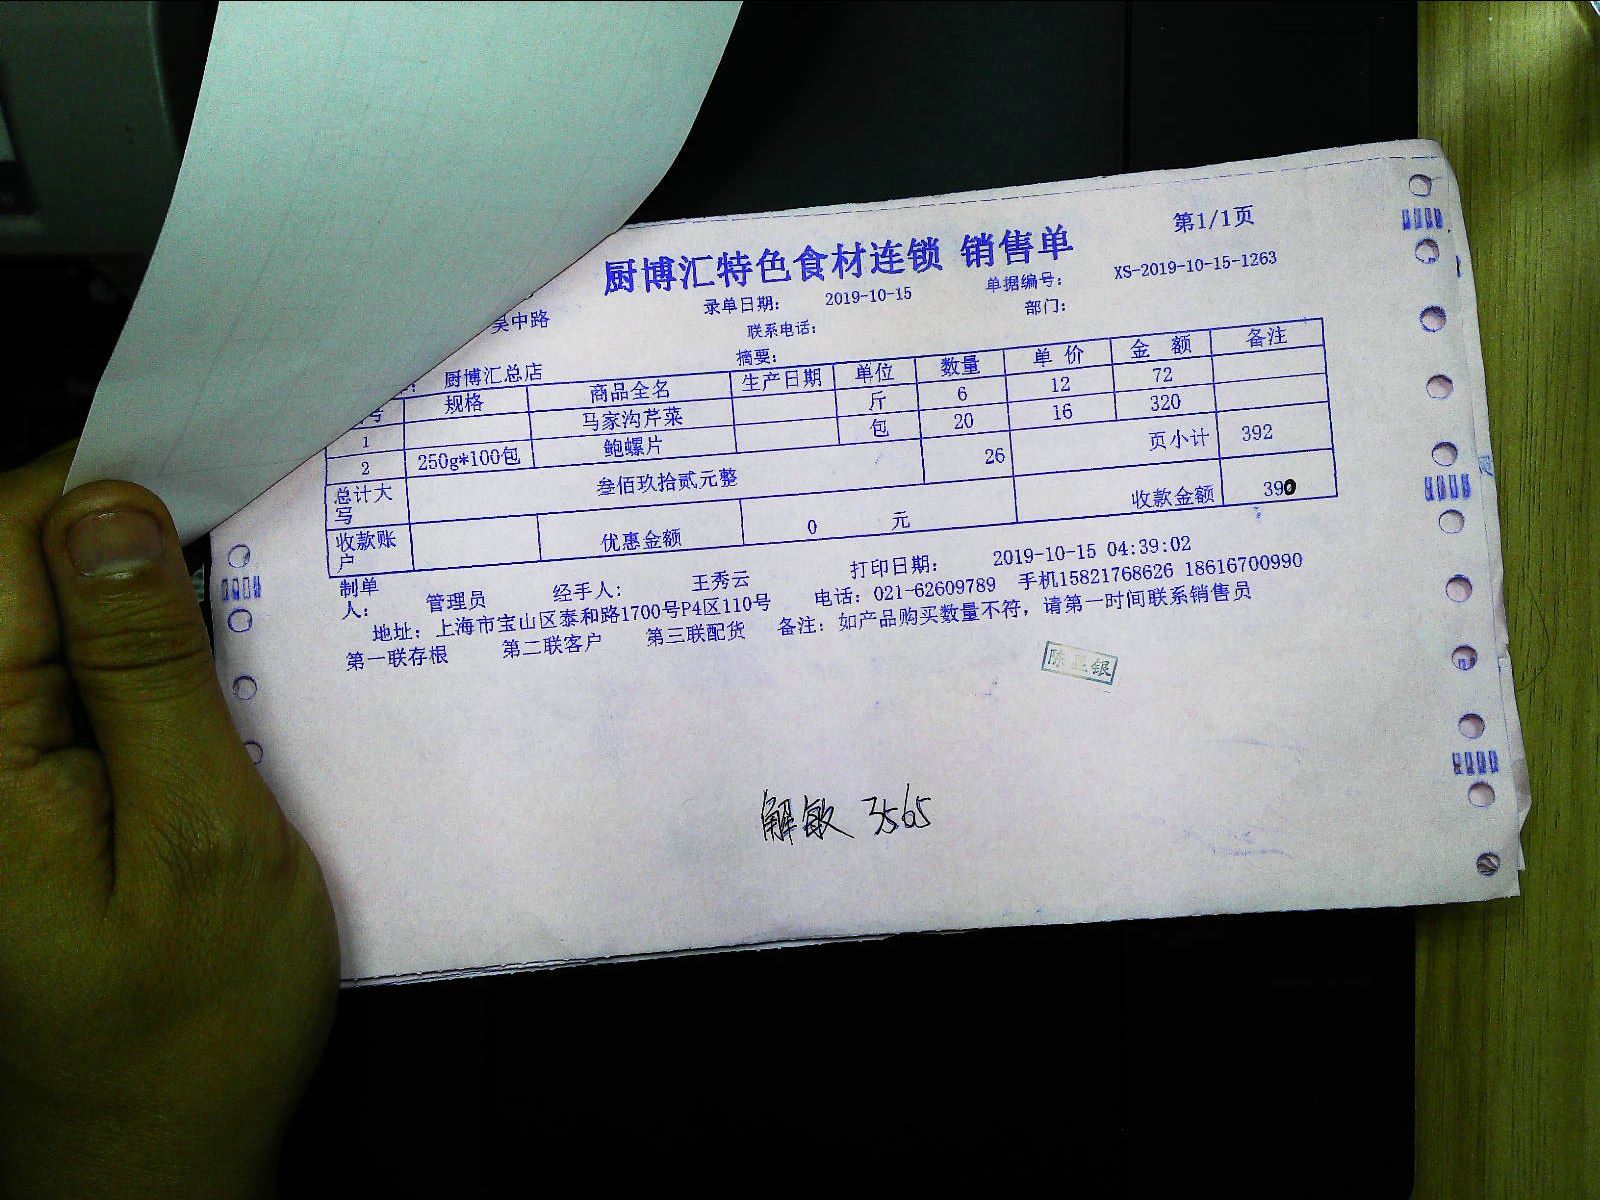 第1/1页
厨博汇特色食材连锁 销售单
吴中路 录单日期: 2019-10-15 单据编号: XS-2019-10-15-1263
联系电话: 部门:
厨博汇总店 摘要:
号 规格 商品全名 生产日期 单位 数量 单 价 金 额 备注
1 马家沟芹菜 斤 6 12 72
2 250g*100包 鲍螺片 包 20 16 320
26 页小计 392
总计大写 叁佰玖拾贰元整
收款账户 优惠金额 0 元 收款金额 390
制单人: 管理员 经手人: 王秀云 打印日期: 2019-10-15 04:39:02
地址: 上海市宝山区泰和路1700号P4区110号 电话: 021-62609789 手机15821768626 18616700990
第一联存根 第二联客户 第三联配货 备注: 如产品购买数量不符,请第一时间联系销售员
解敏 3565